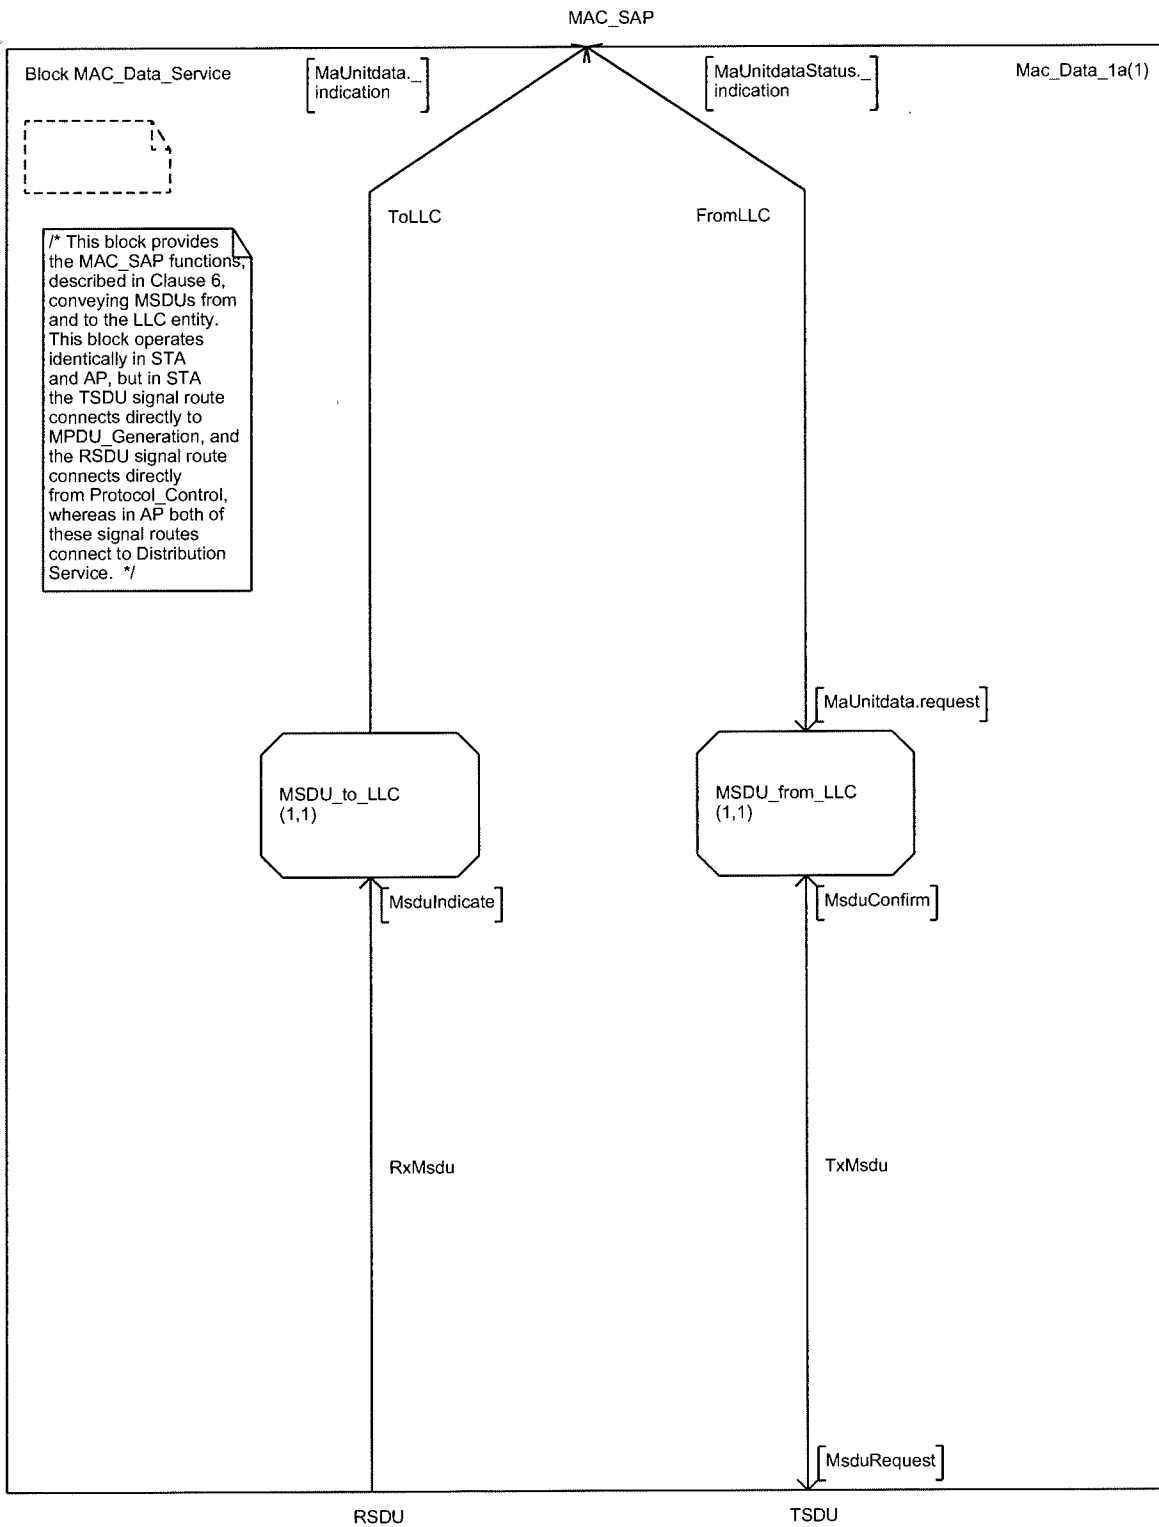 MAC_SAP
Block MAC_Data_Service
[MaUnitdata._
indication]
[MaUnitdataStatus._
indication]
Mac_Data_1a(1)
ToLLC
FromLLC
/* This block provides
the MAC_SAP functions,
described in Clause 6,
conveying MSDUs from
and to the LLC entity.
This block operates
identically in STA
and AP, but in STA
the TSDU signal route
connects directly to
MPDU_Generation, and
the RSDU signal route
connects directly
from Protocol_Control,
whereas in AP both of
these signal routes
connect to Distribution
Service. */
[MaUnitdata.request]
MSDU_to_LLC
(1,1)
MSDU_from_LLC
(1,1)
[MsduIndicate]
[MsduConfirm]
RxMsdu
TxMsdu
[MsduRequest]
RSDU
TSDU